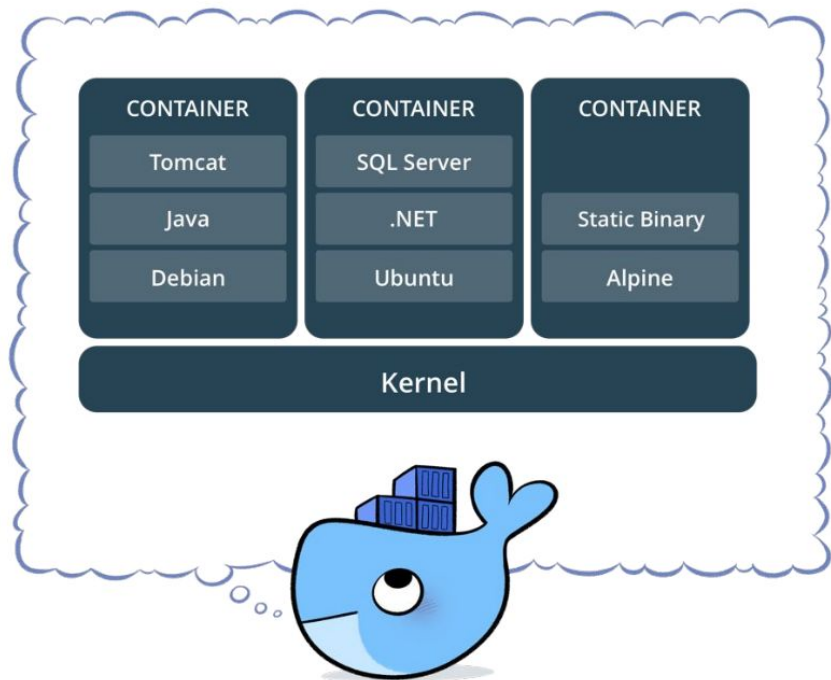 CONTAINER
Tomcat
Java
Debian
CONTAINER
SQL Server
.NET
Ubuntu
CONTAINER
Static Binary
Alpine
Kernel